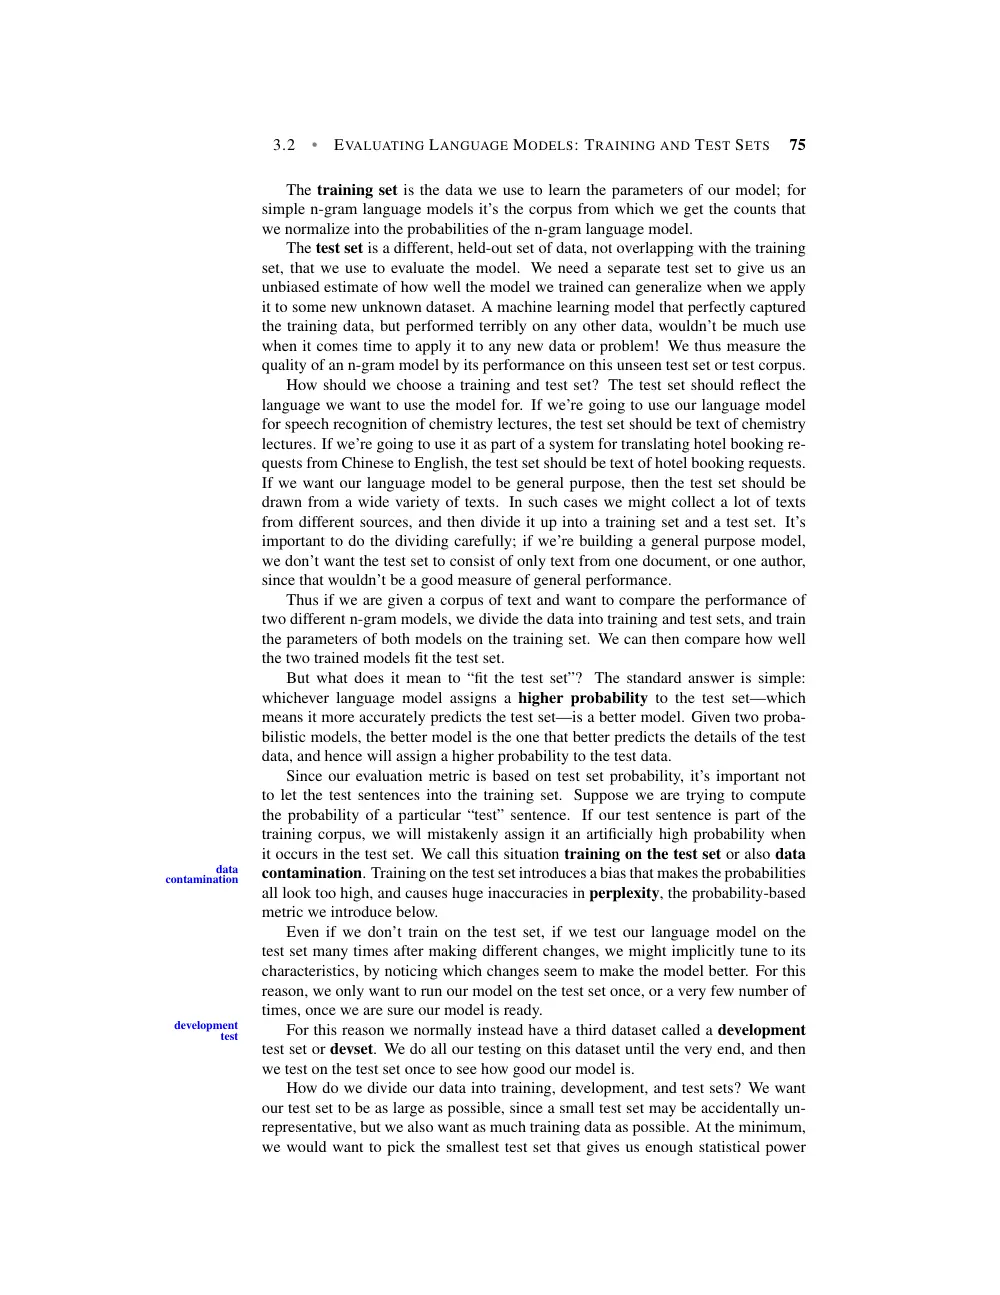 3.2 • EVALUATING LANGUAGE MODELS: TRAINING AND TEST SETS 75
The training set is the data we use to learn the parameters of our model; for
simple n-gram language models it's the corpus from which we get the counts that
we normalize into the probabilities of the n-gram language model.
The test set is a different, held-out set of data, not overlapping with the training
set, that we use to evaluate the model. We need a separate test set to give us an
unbiased estimate of how well the model we trained can generalize when we apply
it to some new unknown dataset. A machine learning model that perfectly captured
the training data, but performed terribly on any other data, wouldn't be much use
when it comes time to apply it to any new data or problem! We thus measure the
quality of an n-gram model by its performance on this unseen test set or test corpus.
How should we choose a training and test set? The test set should reflect the
language we want to use the model for. If we're going to use our language model
for speech recognition of chemistry lectures, the test set should be text of chemistry
lectures. If we're going to use it as part of a system for translating hotel booking re-
quests from Chinese to English, the test set should be text of hotel booking requests.
If we want our language model to be general purpose, then the test set should be
drawn from a wide variety of texts. In such cases we might collect a lot of texts
from different sources, and then divide it up into a training set and a test set. It's
important to do the dividing carefully; if we're building a general purpose model,
we don't want the test set to consist of only text from one document, or one author,
since that wouldn't be a good measure of general performance.
Thus if we are given a corpus of text and want to compare the performance of
two different n-gram models, we divide the data into training and test sets, and train
the parameters of both models on the training set. We can then compare how well
the two trained models fit the test set.
But what does it mean to “fit the test set”? The standard answer is simple:
whichever language model assigns a higher probability to the test set—which
means it more accurately predicts the test set—is a better model. Given two proba-
bilistic models, the better model is the one that better predicts the details of the test
data, and hence will assign a higher probability to the test data.
Since our evaluation metric is based on test set probability, it's important not
to let the test sentences into the training set. Suppose we are trying to compute
the probability of a particular “test” sentence. If our test sentence is part of the
training corpus, we will mistakenly assign it an artificially high probability when
it occurs in the test set. We call this situation training on the test set or also data
data
contamination
contamination. Training on the test set introduces a bias that makes the probabilities
all look too high, and causes huge inaccuracies in perplexity, the probability-based
metric we introduce below.
Even if we don't train on the test set, if we test our language model on the
test set many times after making different changes, we might implicitly tune to its
characteristics, by noticing which changes seem to make the model better. For this
reason, we only want to run our model on the test set once, or a very few number of
times, once we are sure our model is ready.
development
test
For this reason we normally instead have a third dataset called a development
test set or devset. We do all our testing on this dataset until the very end, and then
we test on the test set once to see how good our model is.
How do we divide our data into training, development, and test sets? We want
our test set to be as large as possible, since a small test set may be accidentally un-
representative, but we also want as much training data as possible. At the minimum,
we would want to pick the smallest test set that gives us enough statistical power